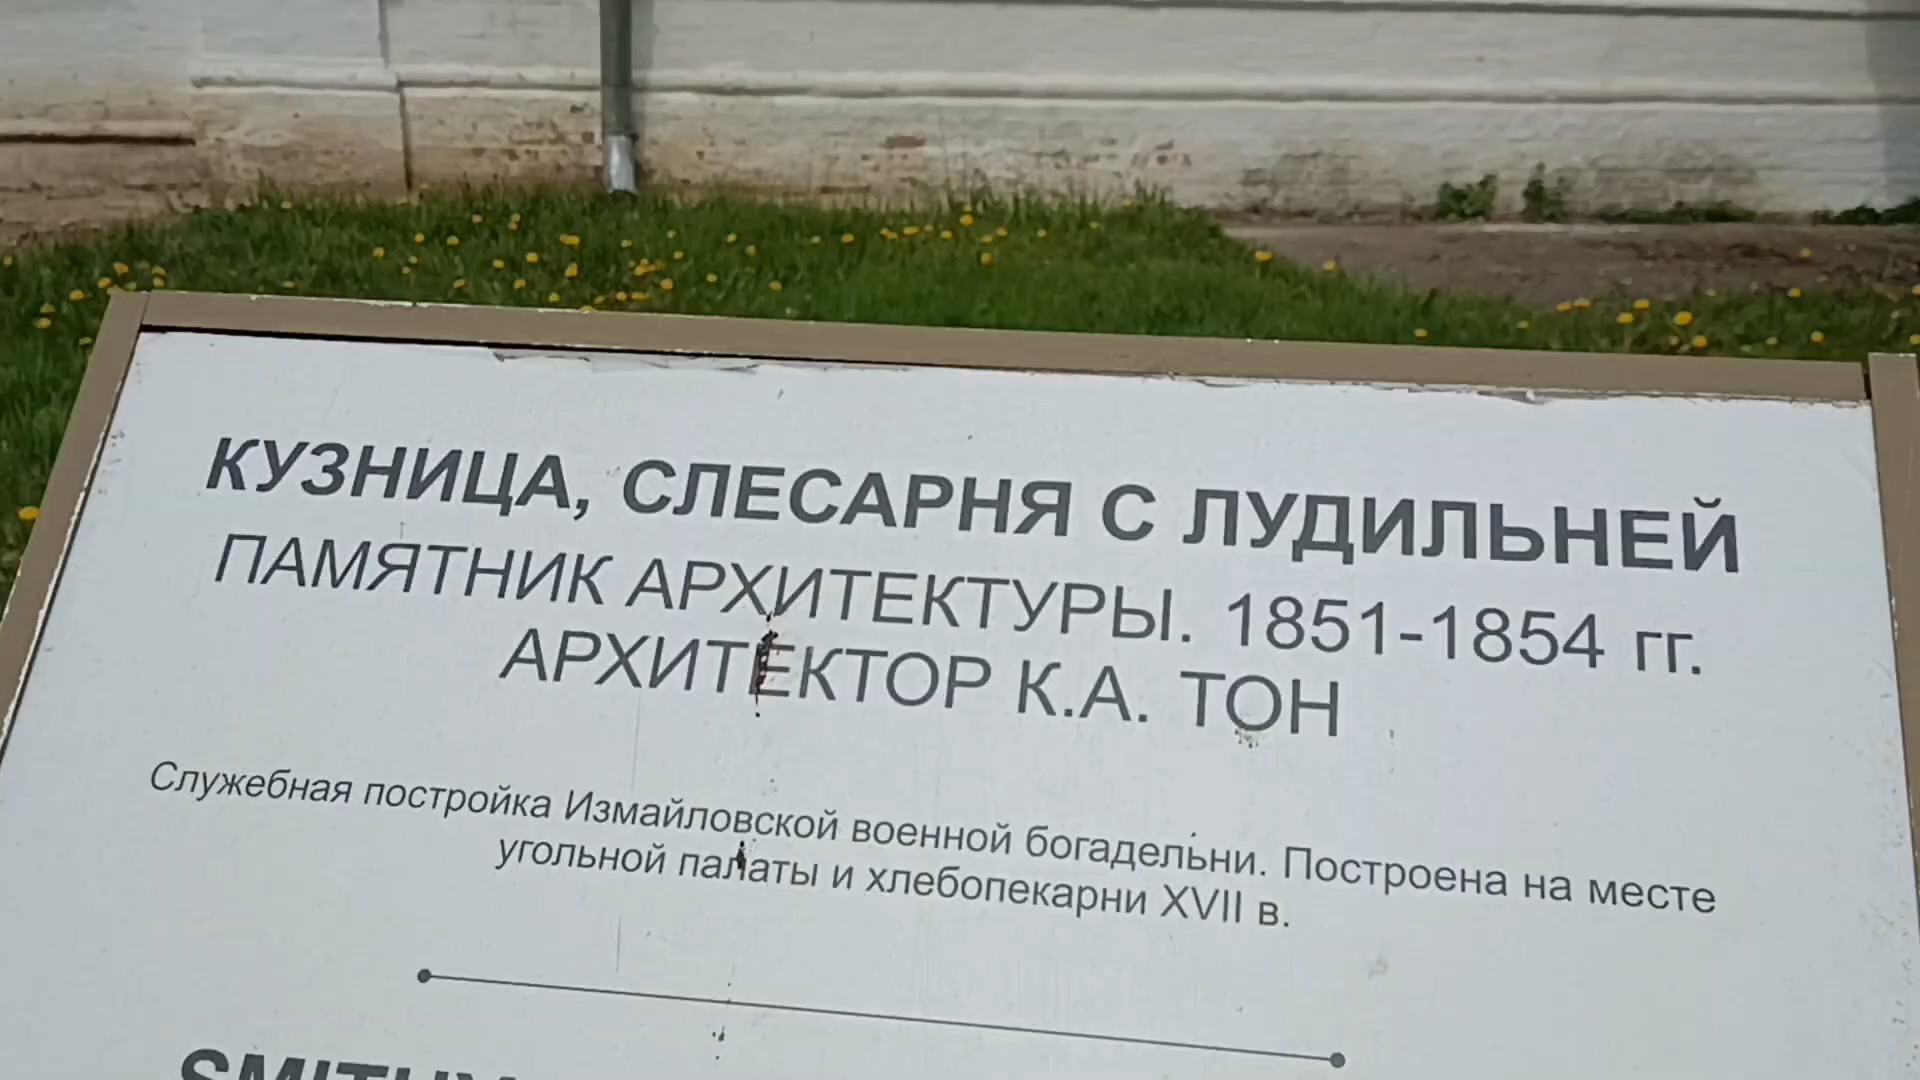 КУЗНИЦА, СЛЕСАРНЯ С ЛУДИЛЬНЕЙ
ПАМЯТНИК АРХИТЕКТУРЫ. 1851-1854 гг.
АРХИТЕКТОР К.А. ТОН
Служебная постройка Измайловской военной богадельни. Построена на месте
угольной палаты и хлебопекарни XVII в.
SMITHY